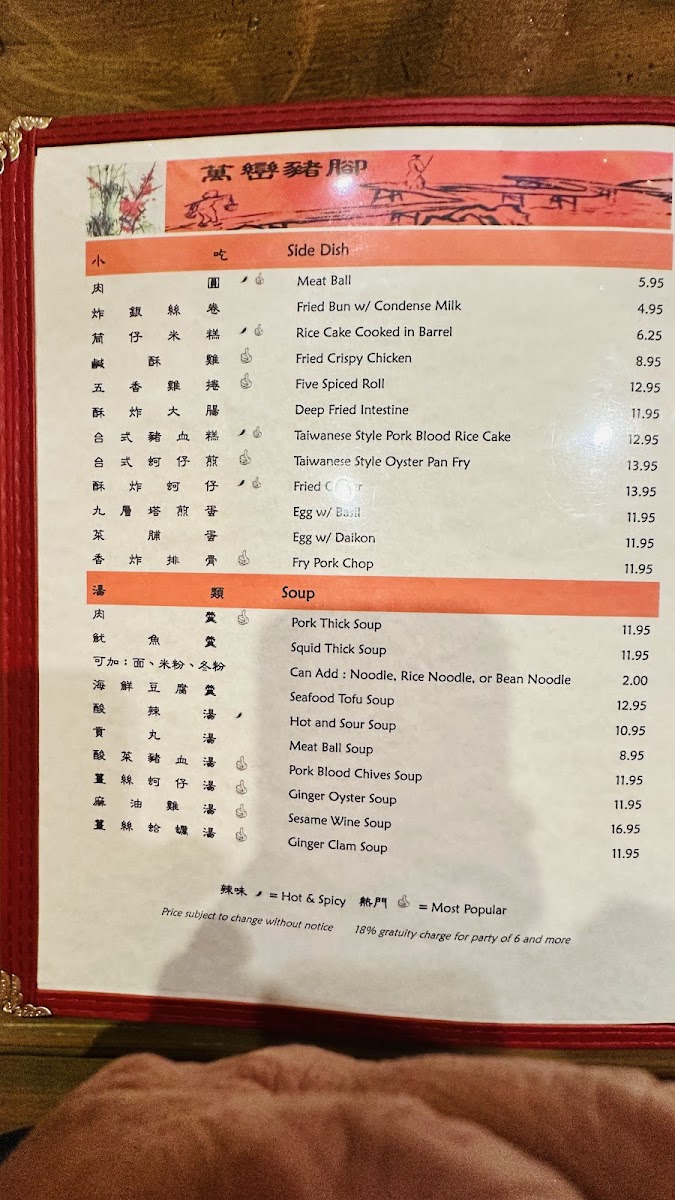 萬巒豬腳
小吃 Side Dish
肉圓 Meat Ball 5.95
炸銀絲卷 Fried Bun w/ Condense Milk 4.95
筒仔米糕 Rice Cake Cooked in Barrel 6.25
鹹酥雞 Fried Crispy Chicken 8.95
五香雞捲 Five Spiced Roll 12.95
酥炸大腸 Deep Fried Intestine 11.95
台式豬血糕 Taiwanese Style Pork Blood Rice Cake 12.95
台式蚵仔煎 Taiwanese Style Oyster Pan Fry 13.95
酥炸蚵仔 Fried 13.95
九層塔煎蛋 Egg w/ Basil 11.95
菜脯蛋 Egg w/ Daikon 11.95
香炸排骨 Fry Pork Chop 11.95
湯類 Soup
肉羹 Pork Thick Soup 11.95
魷魚羹 Squid Thick Soup 11.95
可加：面、米粉、冬粉 Can Add : Noodle, Rice Noodle, or Bean Noodle 2.00
海鮮豆腐羹 Seafood Tofu Soup 12.95
酸辣湯 Hot and Sour Soup 10.95
貢丸湯 Meat Ball Soup 8.95
酸菜豬血湯 Pork Blood Chives Soup 11.95
薑絲蚵仔湯 Ginger Oyster Soup 11.95
麻油雞湯 Sesame Wine Soup 16.95
薑絲蛤蠣湯 Ginger Clam Soup 11.95
辣味 = Hot & Spicy 熱門 = Most Popular
Price subject to change without notice 18% gratuity charge for party of 6 and more